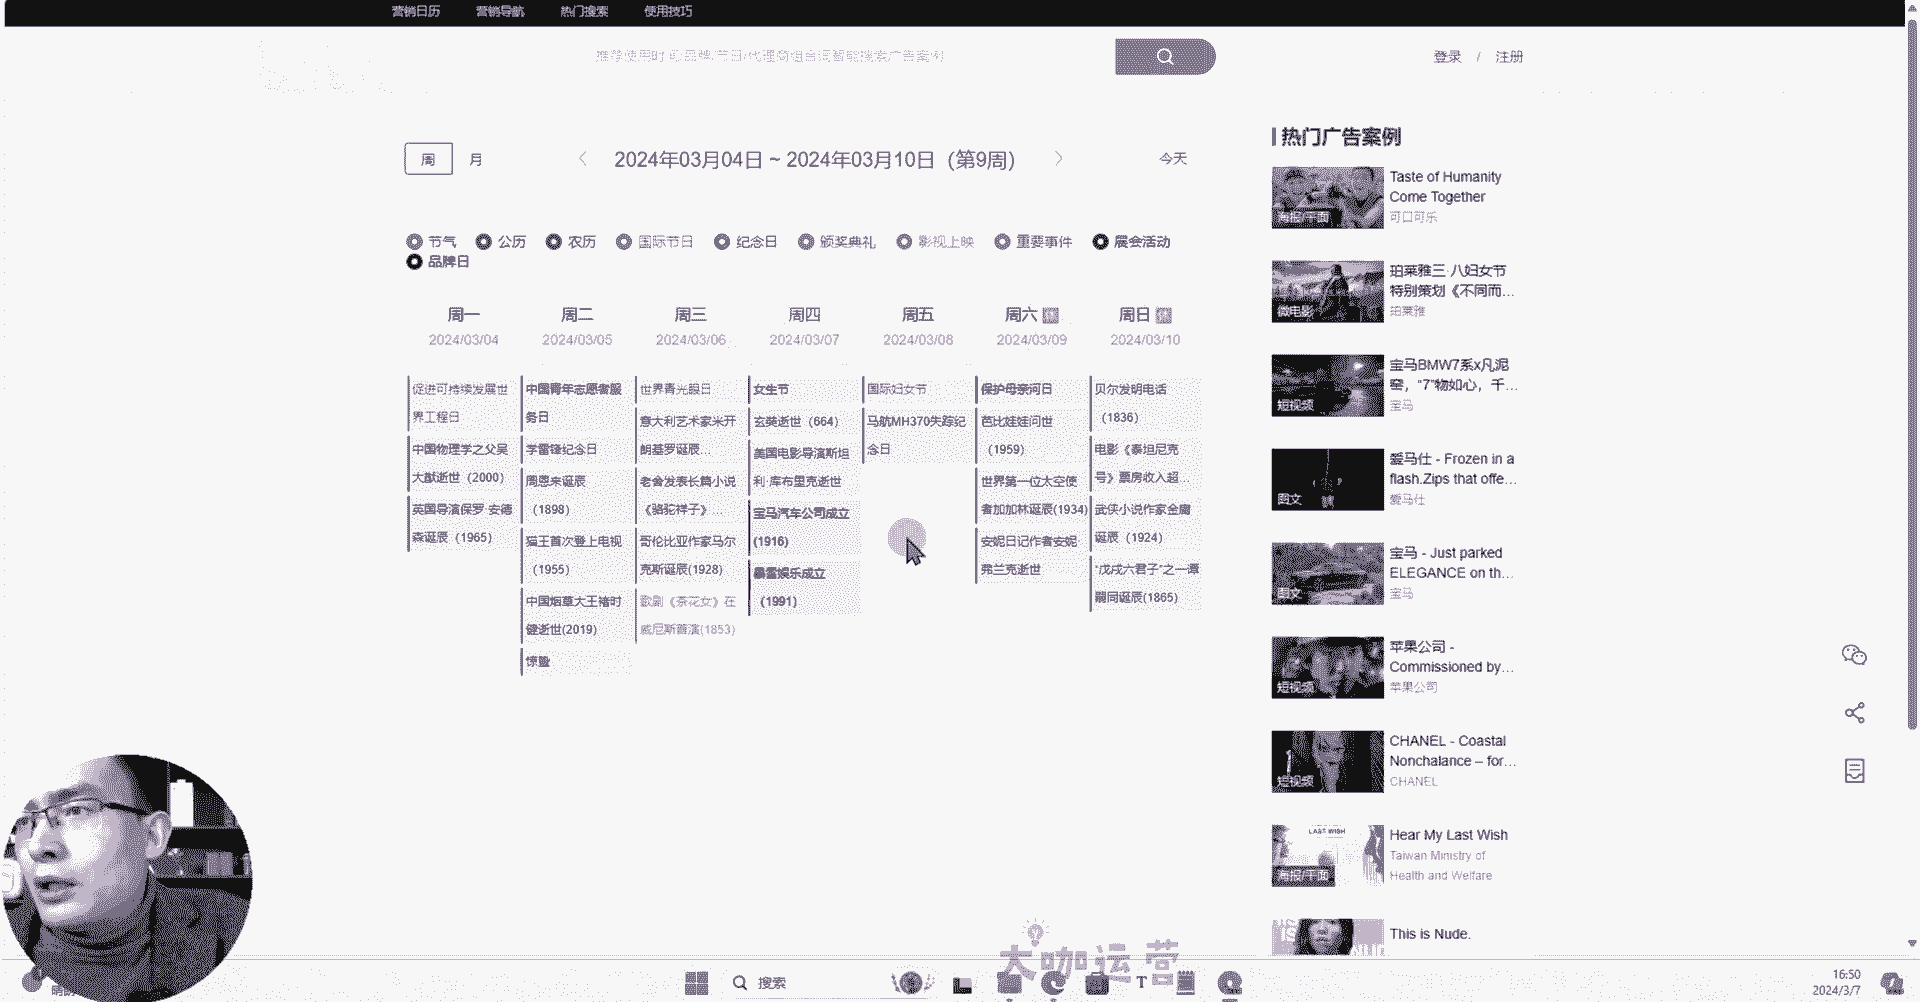 营销日历 营销导航 热门搜索 使用技巧
登录 / 注册
周 月 2024年03月04日 ~ 2024年03月10日 (第9周) 今天
节气 公历 农历 国际节日 纪念日 颁奖典礼 影视上映 重要事件 展会活动
品牌日
周一
2024/03/04
促进可持续发展世
界工程日
中国物理学之父吴
大猷逝世 (2000)
英国导演保罗·安德
森诞辰 (1965)
周二
2024/03/05
中国青年志愿者服
务日
学雷锋纪念日
周恩来诞辰
(1898)
猫王首次登上电视
(1955)
中国烟草大王褚时
健逝世(2019)
惊蛰
周三
2024/03/06
世界青光眼日
意大利艺术家米开
朗基罗诞辰...
老舍发表长篇小说
《骆驼祥子》...
哥伦比亚作家马尔
克斯诞辰(1928)
歌剧《茶花女》在
威尼斯首演(1853)
周四
2024/03/07
女生节
玄奘逝世 (664)
美国电影导演斯坦
利·库布里克逝世
宝马汽车公司成立
(1916)
暴雪娱乐成立
(1991)
周五
2024/03/08
国际妇女节
马航MH370失踪纪
念日
周六
2024/03/09
保护母亲河日
芭比娃娃问世
(1959)
世界第一位太空使
者加加林诞辰(1934)
安妮日记作者安妮·
弗兰克逝世
周日
2024/03/10
贝尔发明电话
(1836)
电影《泰坦尼克
号》票房收入超...
武侠小说作家金庸
诞辰 (1924)
“戊戌六君子”之一谭
嗣同诞辰(1865)
热门广告案例
海报/平面
Taste of Humanity
Come Together
可口可乐
微电影
珀莱雅三·八妇女节
特别策划《不同而...
珀莱雅
短视频
宝马BMW7系x凡泥
窑，“7”物如心，千...
宝马
图文
爱马仕 - Frozen in a
flash.Zips that offe...
爱马仕
图文
宝马 - Just parked
ELEGANCE on th...
宝马
短视频
苹果公司 -
Commissioned by...
苹果公司
短视频
CHANEL - Coastal
Nonchalance – for...
CHANEL
LAST WISH
海报/平面
Hear My Last Wish
Taiwan Ministry of
Health and Welfare
This is Nude.
大咖运营
搜索
16:50
2024/3/7